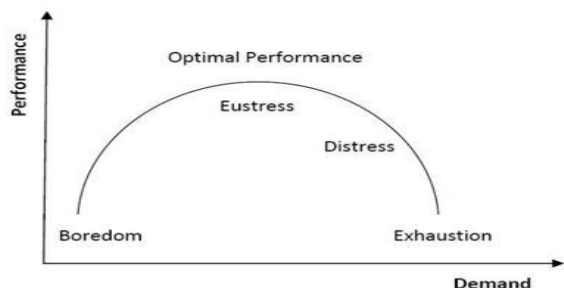 Performance
Optimal Performance
Eustress
Distress
Boredom
Exhaustion
Demand